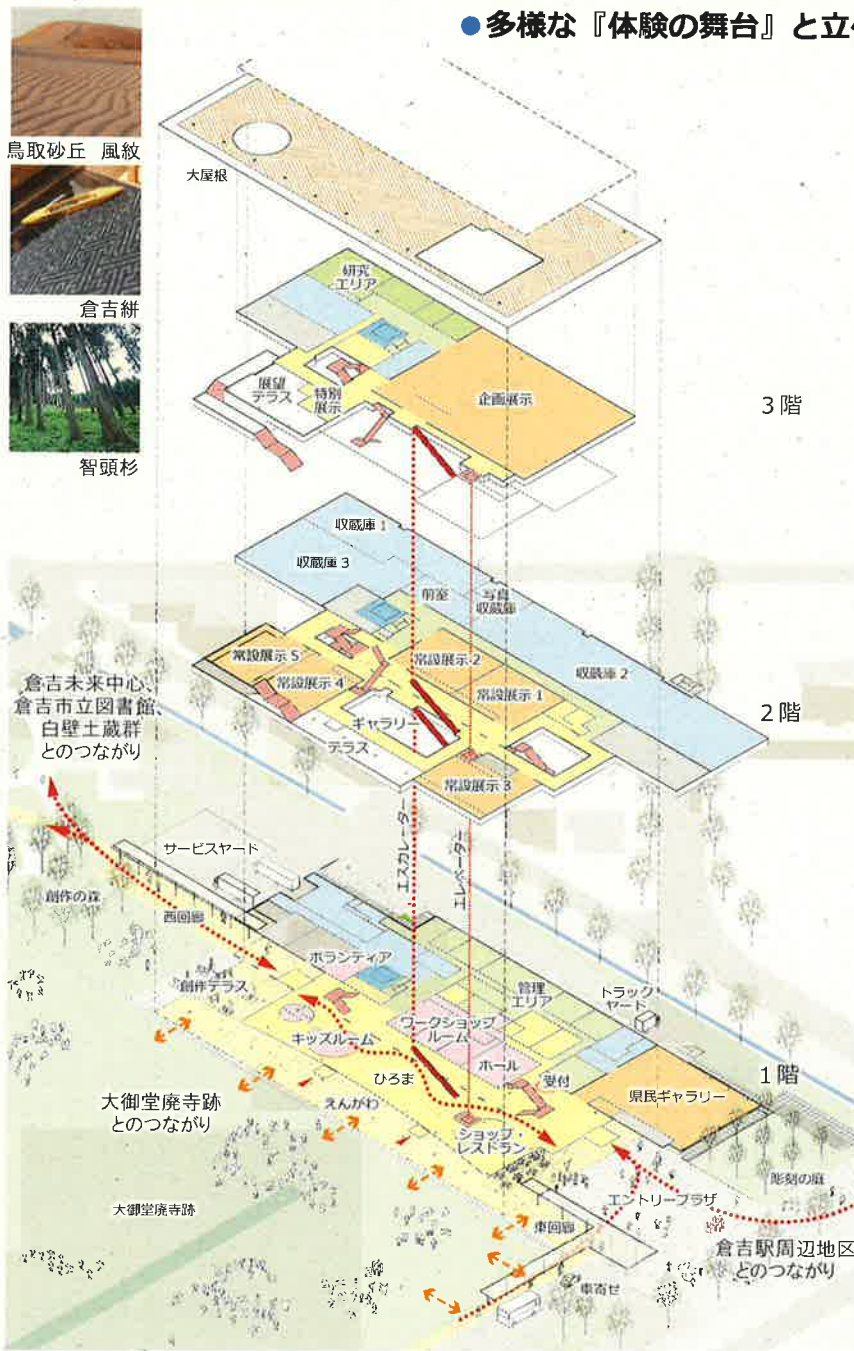 ●多様な『体験の舞台』と立
鳥取砂丘 風紋
倉吉絣
智頭杉
大屋根
研究
エリア
展望
テラス
特別
展示
企画展示
3階
収蔵庫1
収蔵庫3
前室
写真
収蔵庫
収蔵庫2
常設展示5
常設展示4
常設展示2
常設展示1
ギャラリー
テラス
常設展示3
2階
倉吉未来中心、
倉吉市立図書館、
白壁土蔵群
とのつながり
エスカレーター
エレベーター
サービスヤード
創作の森
西回廊
ボランティア
創作テラス
管理
エリア
トラック
ヤード
キッズルーム
ワークショップ
ルーム
ホール
ひろま
受付
県民ギャラリー
1階
えんがわ
ショップ・
レストラン
大御堂廃寺跡
とのつながり
大御堂廃寺跡
エントリープラザ
彫刻の庭
東回廊
車寄せ
倉吉駅周辺地区
とのつながり